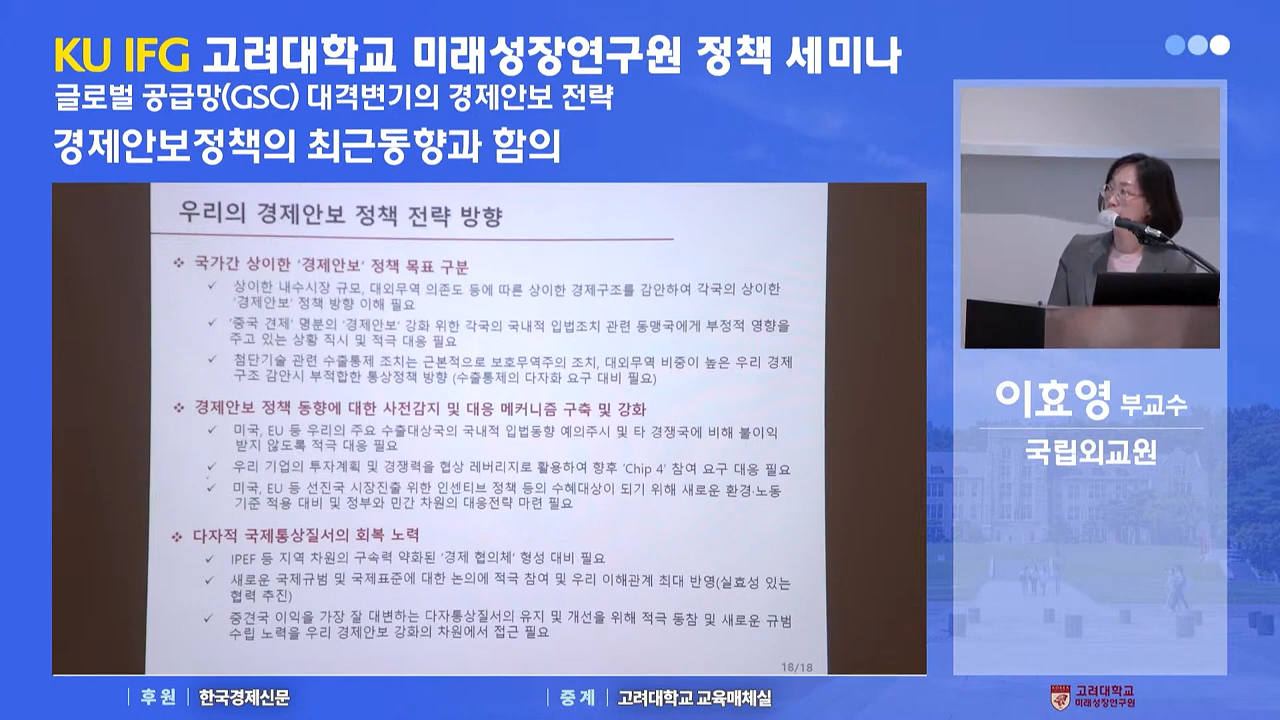 KU IFG 고려대학교 미래성장연구원 정책 세미나
글로벌 공급망(GSC) 대격변기의 경제안보 전략
경제안보정책의 최근동향과 함의
우리의 경제안보 정책 전략 방향
❖ 국가간 상이한 '경제안보' 정책 목표 구분
✓ 상이한 내수시장 규모, 대외무역 의존도 등에 따른 상이한 경제구조를 감안하여 각국의 상이한
'경제안보' 정책 방향 이해 필요
✓ '중국 견제' 명분의 '경제안보' 강화 위한 각국의 국내적 입법조치 관련 동맹국에게 부정적 영향을
주고 있는 상황 직시 및 적극 대응 필요
✓ 첨단기술 관련 수출통제 조치는 근본적으로 보호무역주의 조치, 대외무역 비중이 높은 우리 경제
구조 감안시 부적합한 통상정책 방향 (수출통제의 다자화 요구 대비 필요)
❖ 경제안보 정책 동향에 대한 사전감지 및 대응 메커니즘 구축 및 강화
✓ 미국, EU 등 우리의 주요 수출대상국의 국내적 입법동향 예의주시 및 타 경쟁국에 비해 불이익
받지 않도록 적극 대응 필요
✓ 우리 기업의 투자계획 및 경쟁력을 협상 레버리지로 활용하여 향후 'Chip 4' 참여 요구 대응 필요
✓ 미국, EU 등 선진국 시장진출 위한 인센티브 정책 등의 수혜대상이 되기 위해 새로운 환경·노동
기준 적용 대비 및 정부와 민간 차원의 대응전략 마련 필요
❖ 다자적 국제통상질서의 회복 노력
✓ IPEF 등 지역 차원의 구속력 약화된 '경제 협의체' 형성 대비 필요
✓ 새로운 국제규범 및 국제표준에 대한 논의에 적극 참여 및 우리 이해관계 최대 반영(실효성 있는
협력 추진)
✓ 중견국 이익을 가장 잘 대변하는 다자통상질서의 유지 및 개선을 위해 적극 동참 및 새로운 규범
수립 노력을 우리 경제안보 강화의 차원에서 접근 필요
18/18
이효영 부교수
국립외교원
후원 한국경제신문
중계 고려대학교 교육매체실
고려대학교
미래성장연구원